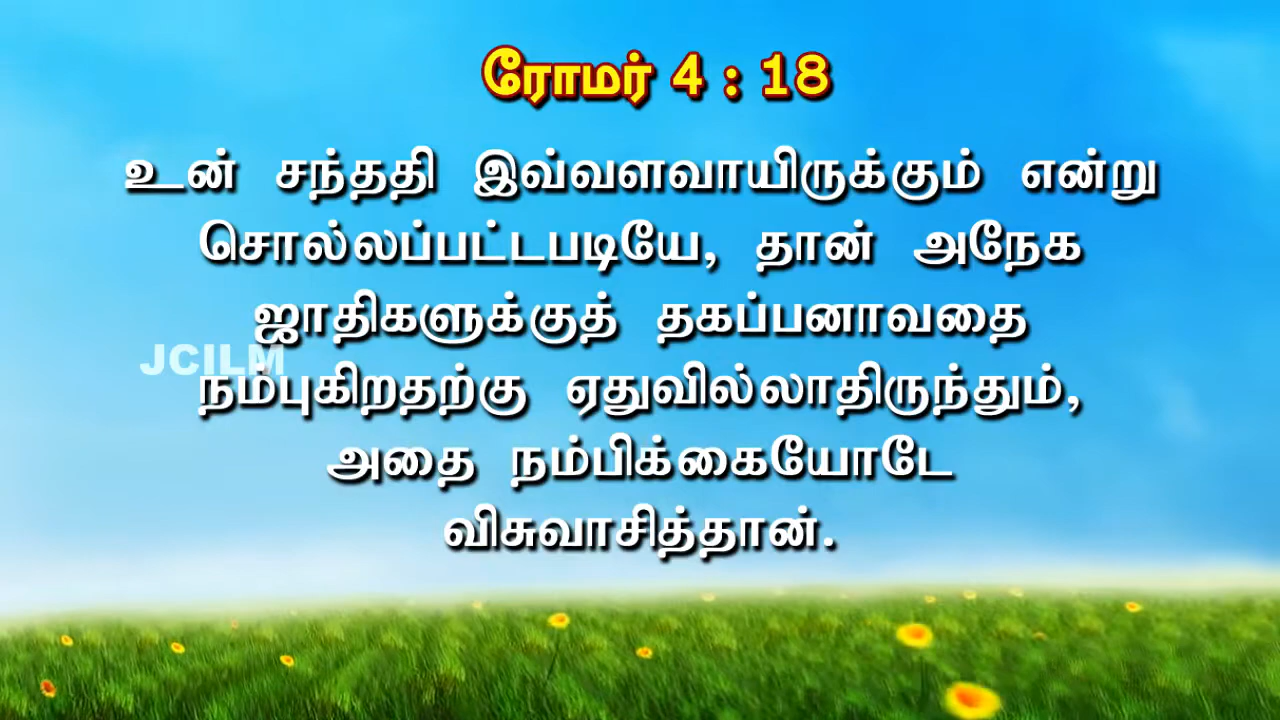 ரோமர் 4 : 18
உன் சந்ததி இவ்வளவாயிருக்கும் என்று
சொல்லப்பட்டபடியே, தான் அநேக
ஜாதிகளுக்குத் தகப்பனாவதை
JCILM
நம்புகிறதற்கு ஏதுவில்லாதிருந்தும்,
அதை நம்பிக்கையோடே
விசுவாசித்தான்.